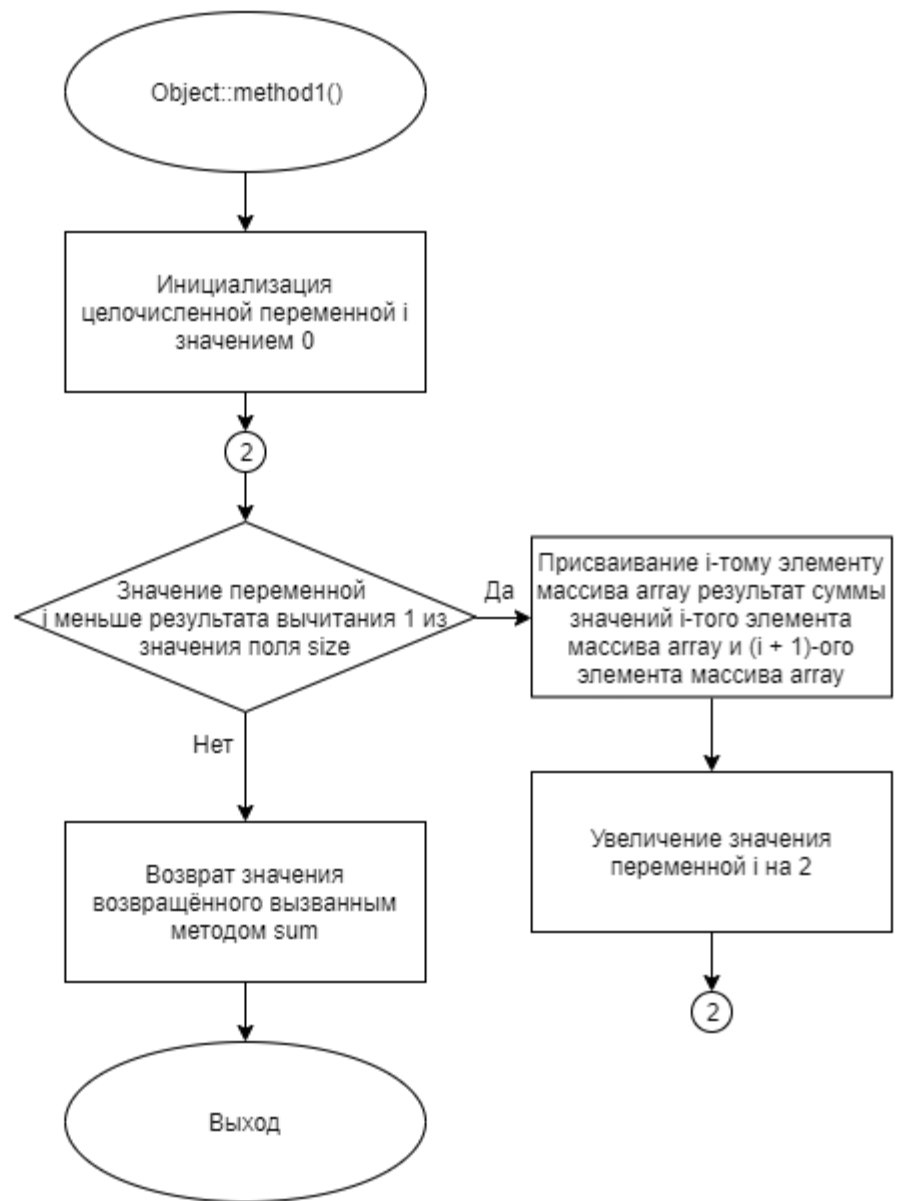 Object::method1()
Инициализация
целочисленной переменной i
значением 0
2
Значение переменной
i меньше результата вычитания 1 из
значения поля size
Да
Присваивание i-тому элементу
массива array результат суммы
значений i-того элемента
массива array и (i + 1)-ого
элемента массива array
Нет
Увеличение значения
переменной i на 2
Возврат значения
возвращённого вызванным
методом sum
2
Выход